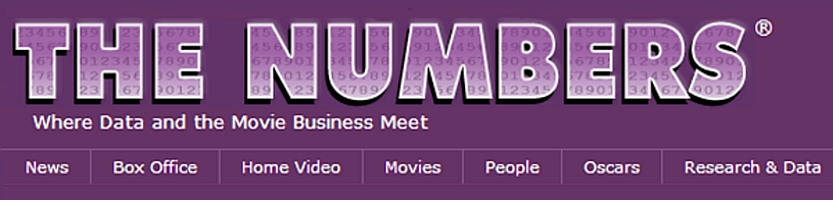 THE NUMBERS®
Where Data and the Movie Business Meet
News Box Office Home Video Movies People Oscars Research & Data